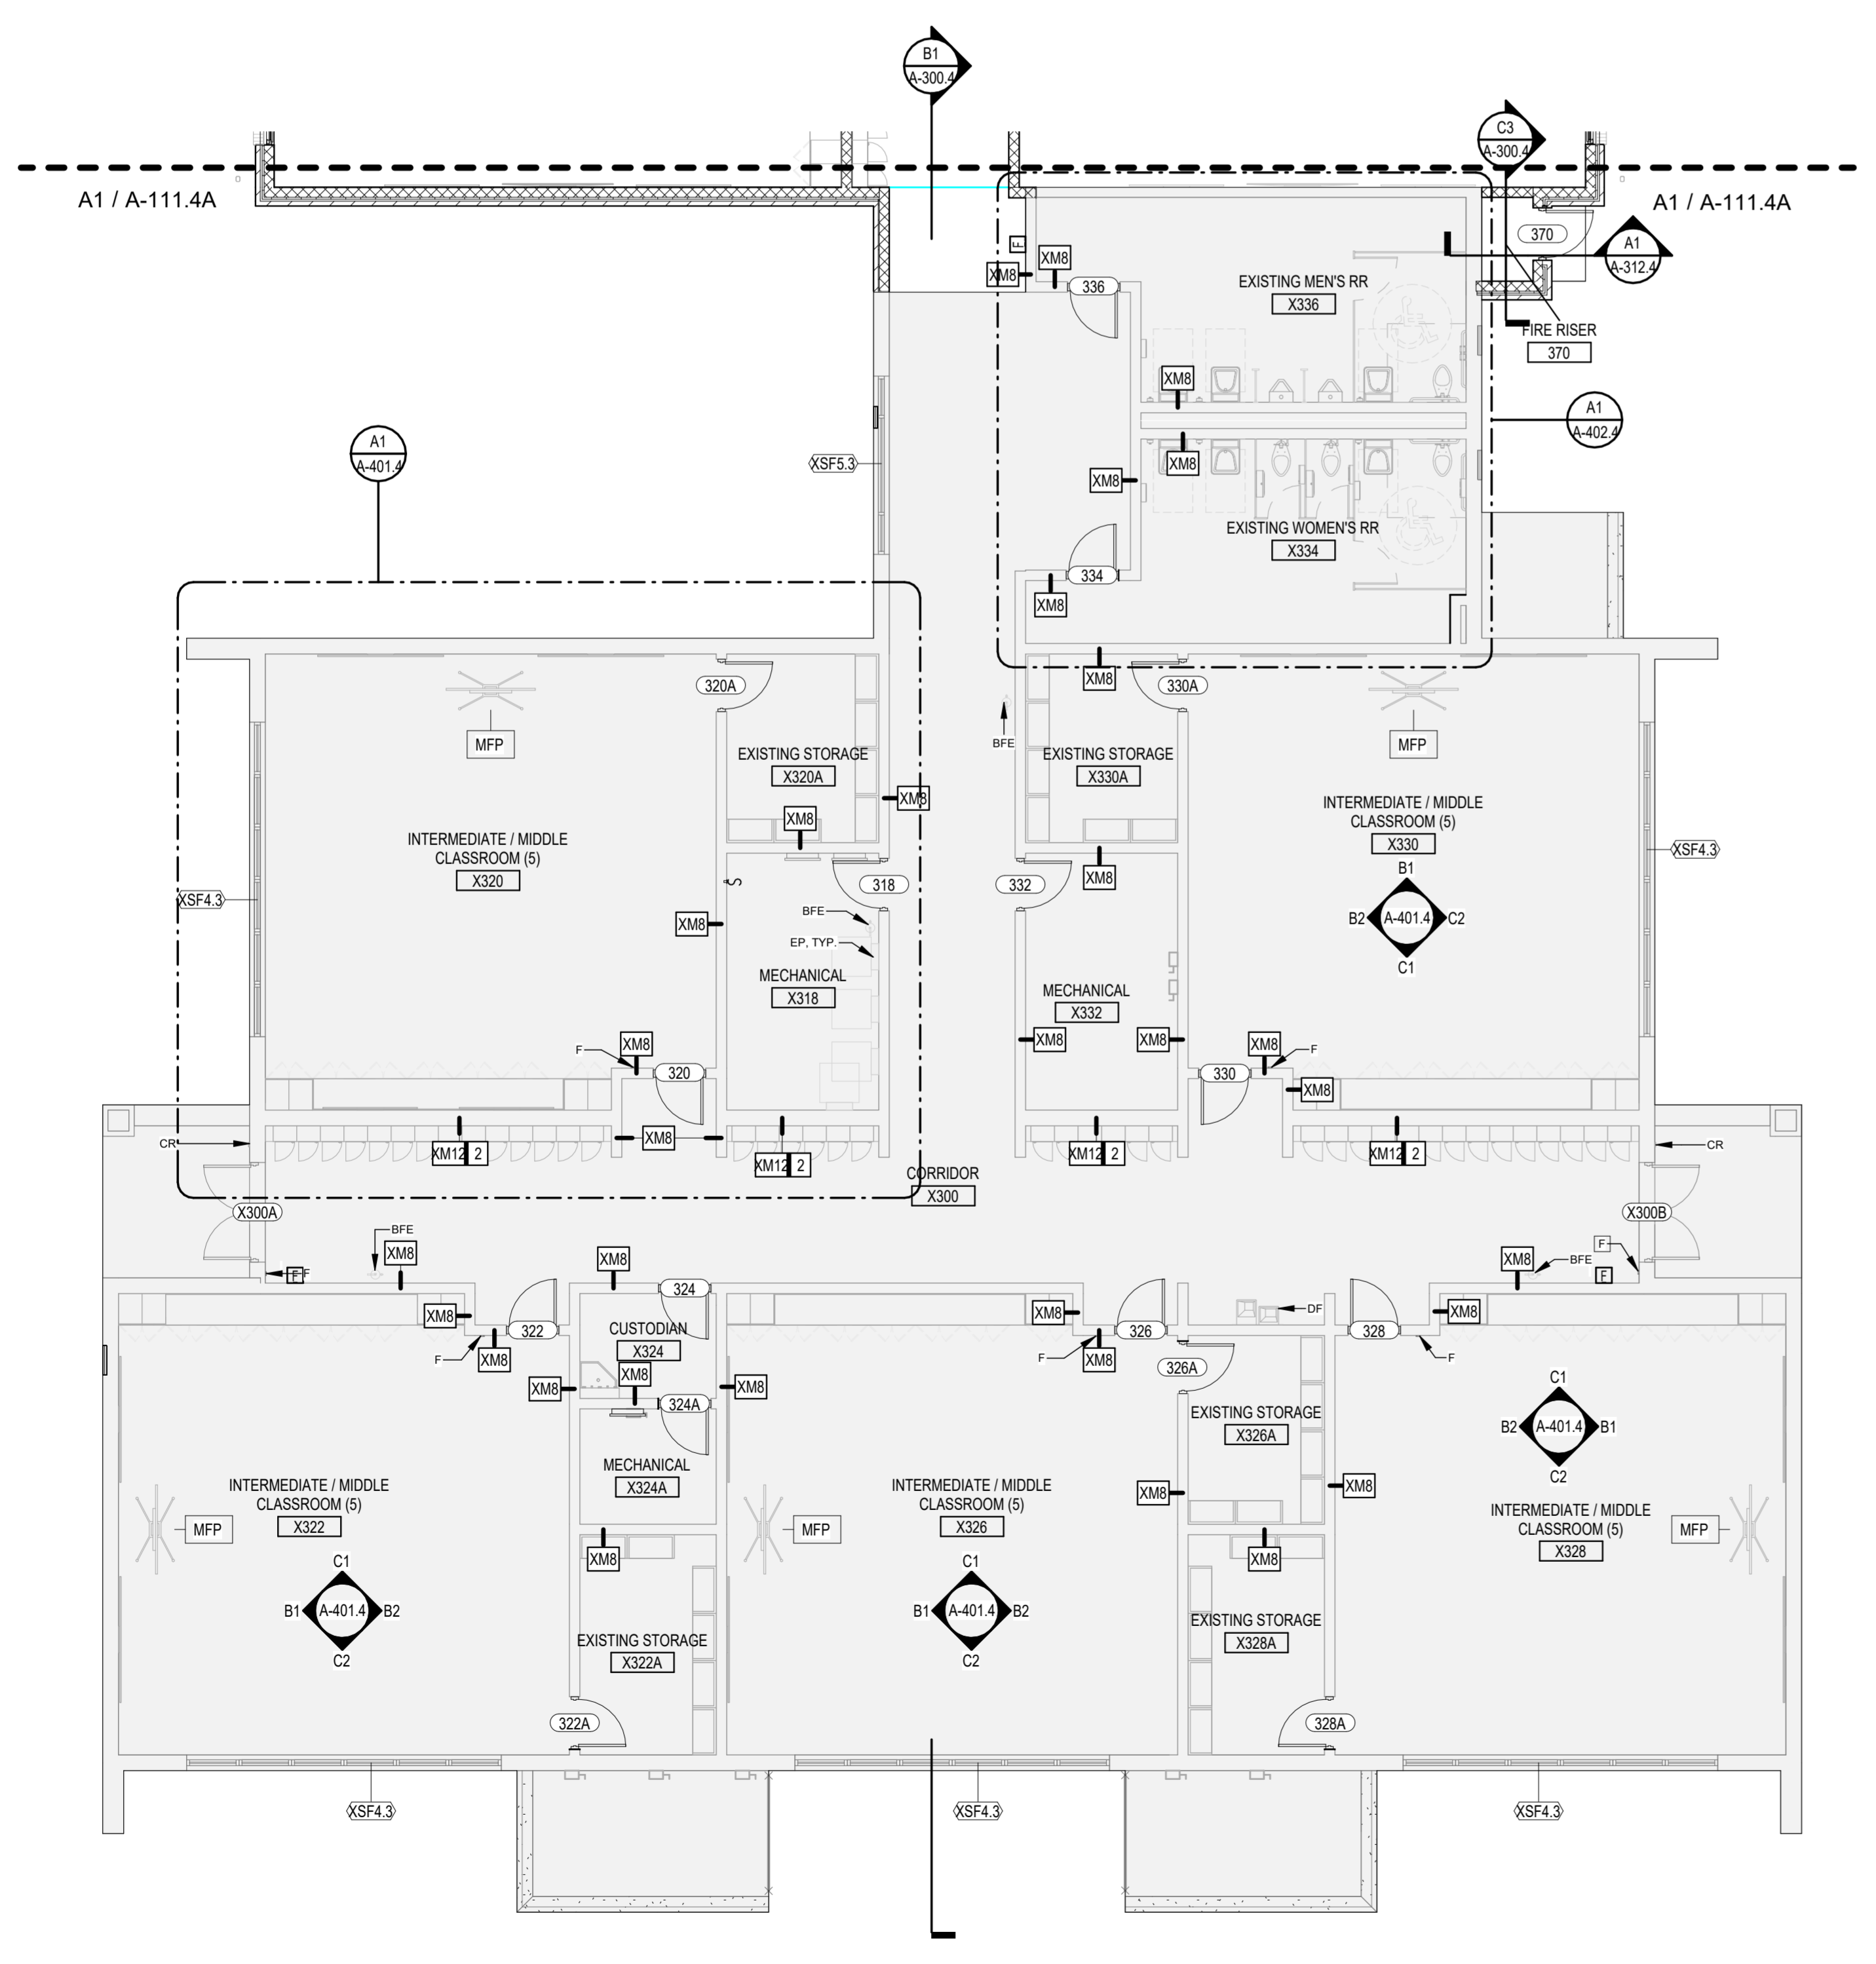 B1
A-300.4
C3
A-300.4
A1 / A-111.4A
A1 / A-111.4A
370
A1
A-312.4
F
XM8
XM8
336
EXISTING MEN'S RR
X336
FIRE RISER
370
XM8
A1
A-402.4
A1
A-401.4
XSF5.3
XM8
XM8
EXISTING WOMEN'S RR
X334
334
XM8
320A
XM8
330A
MFP
BFE
MFP
EXISTING STORAGE
X320A
EXISTING STORAGE
X330A
XM8
XM8
INTERMEDIATE / MIDDLE
CLASSROOM (5)
X320
INTERMEDIATE / MIDDLE
CLASSROOM (5)
X330
XSF4.3
B1
B2
A-401.4
C2
C1
XSF4.3
S
318
332
XM8
BFE
XM8
EP, TYP.
MECHANICAL
X318
MECHANICAL
X332
XM8
XM8
F
XM8
320
330
XM8
F
XM8
CR
XM12
2
XM8
XM12
2
XM12
2
XM12
2
CR
CORRIDOR
X300
X300A
X300B
BFE
XM8
XM8
XM8
F
BFE
F
F
F
324
XM8
322
XM8
F
CUSTODIAN
X324
XM8
XM8
324A
XM8
XM8
326
XM8
F
326A
DF
328
XM8
F
EXISTING STORAGE
X326A
C1
B2
A-401.4
B1
C2
MECHANICAL
X324A
INTERMEDIATE / MIDDLE
CLASSROOM (5)
X322
INTERMEDIATE / MIDDLE
CLASSROOM (5)
X326
XM8
XM8
INTERMEDIATE / MIDDLE
CLASSROOM (5)
X328
MFP
MFP
MFP
XM8
XM8
C1
B1
A-401.4
B2
C2
C1
B1
A-401.4
B2
C2
EXISTING STORAGE
X322A
EXISTING STORAGE
X328A
322A
328A
XSF4.3
XSF4.3
XSF4.3